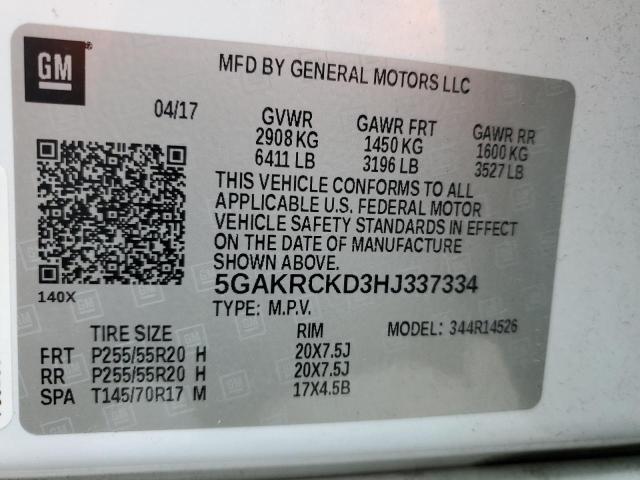 GM
MFD BY GENERAL MOTORS LLC
04/17 GVWR GAWR FRT GAWR RR
2908 KG 1450 KG 1600 KG
6411 LB 3196 LB 3527 LB
THIS VEHICLE CONFORMS TO ALL
APPLICABLE U.S. FEDERAL MOTOR
VEHICLE SAFETY STANDARDS IN EFFECT
ON THE DATE OF MANUFACTURE
SHOWN ABOVE.
140X
5GAKRCKD3HJ337334
TYPE: M.P.V.
MODEL: 344R14526
TIRE SIZE RIM
FRT P255/55R20 H 20X7.5J
RR P255/55R20 H 20X7.5J
SPA T145/70R17 M 17X4.5B